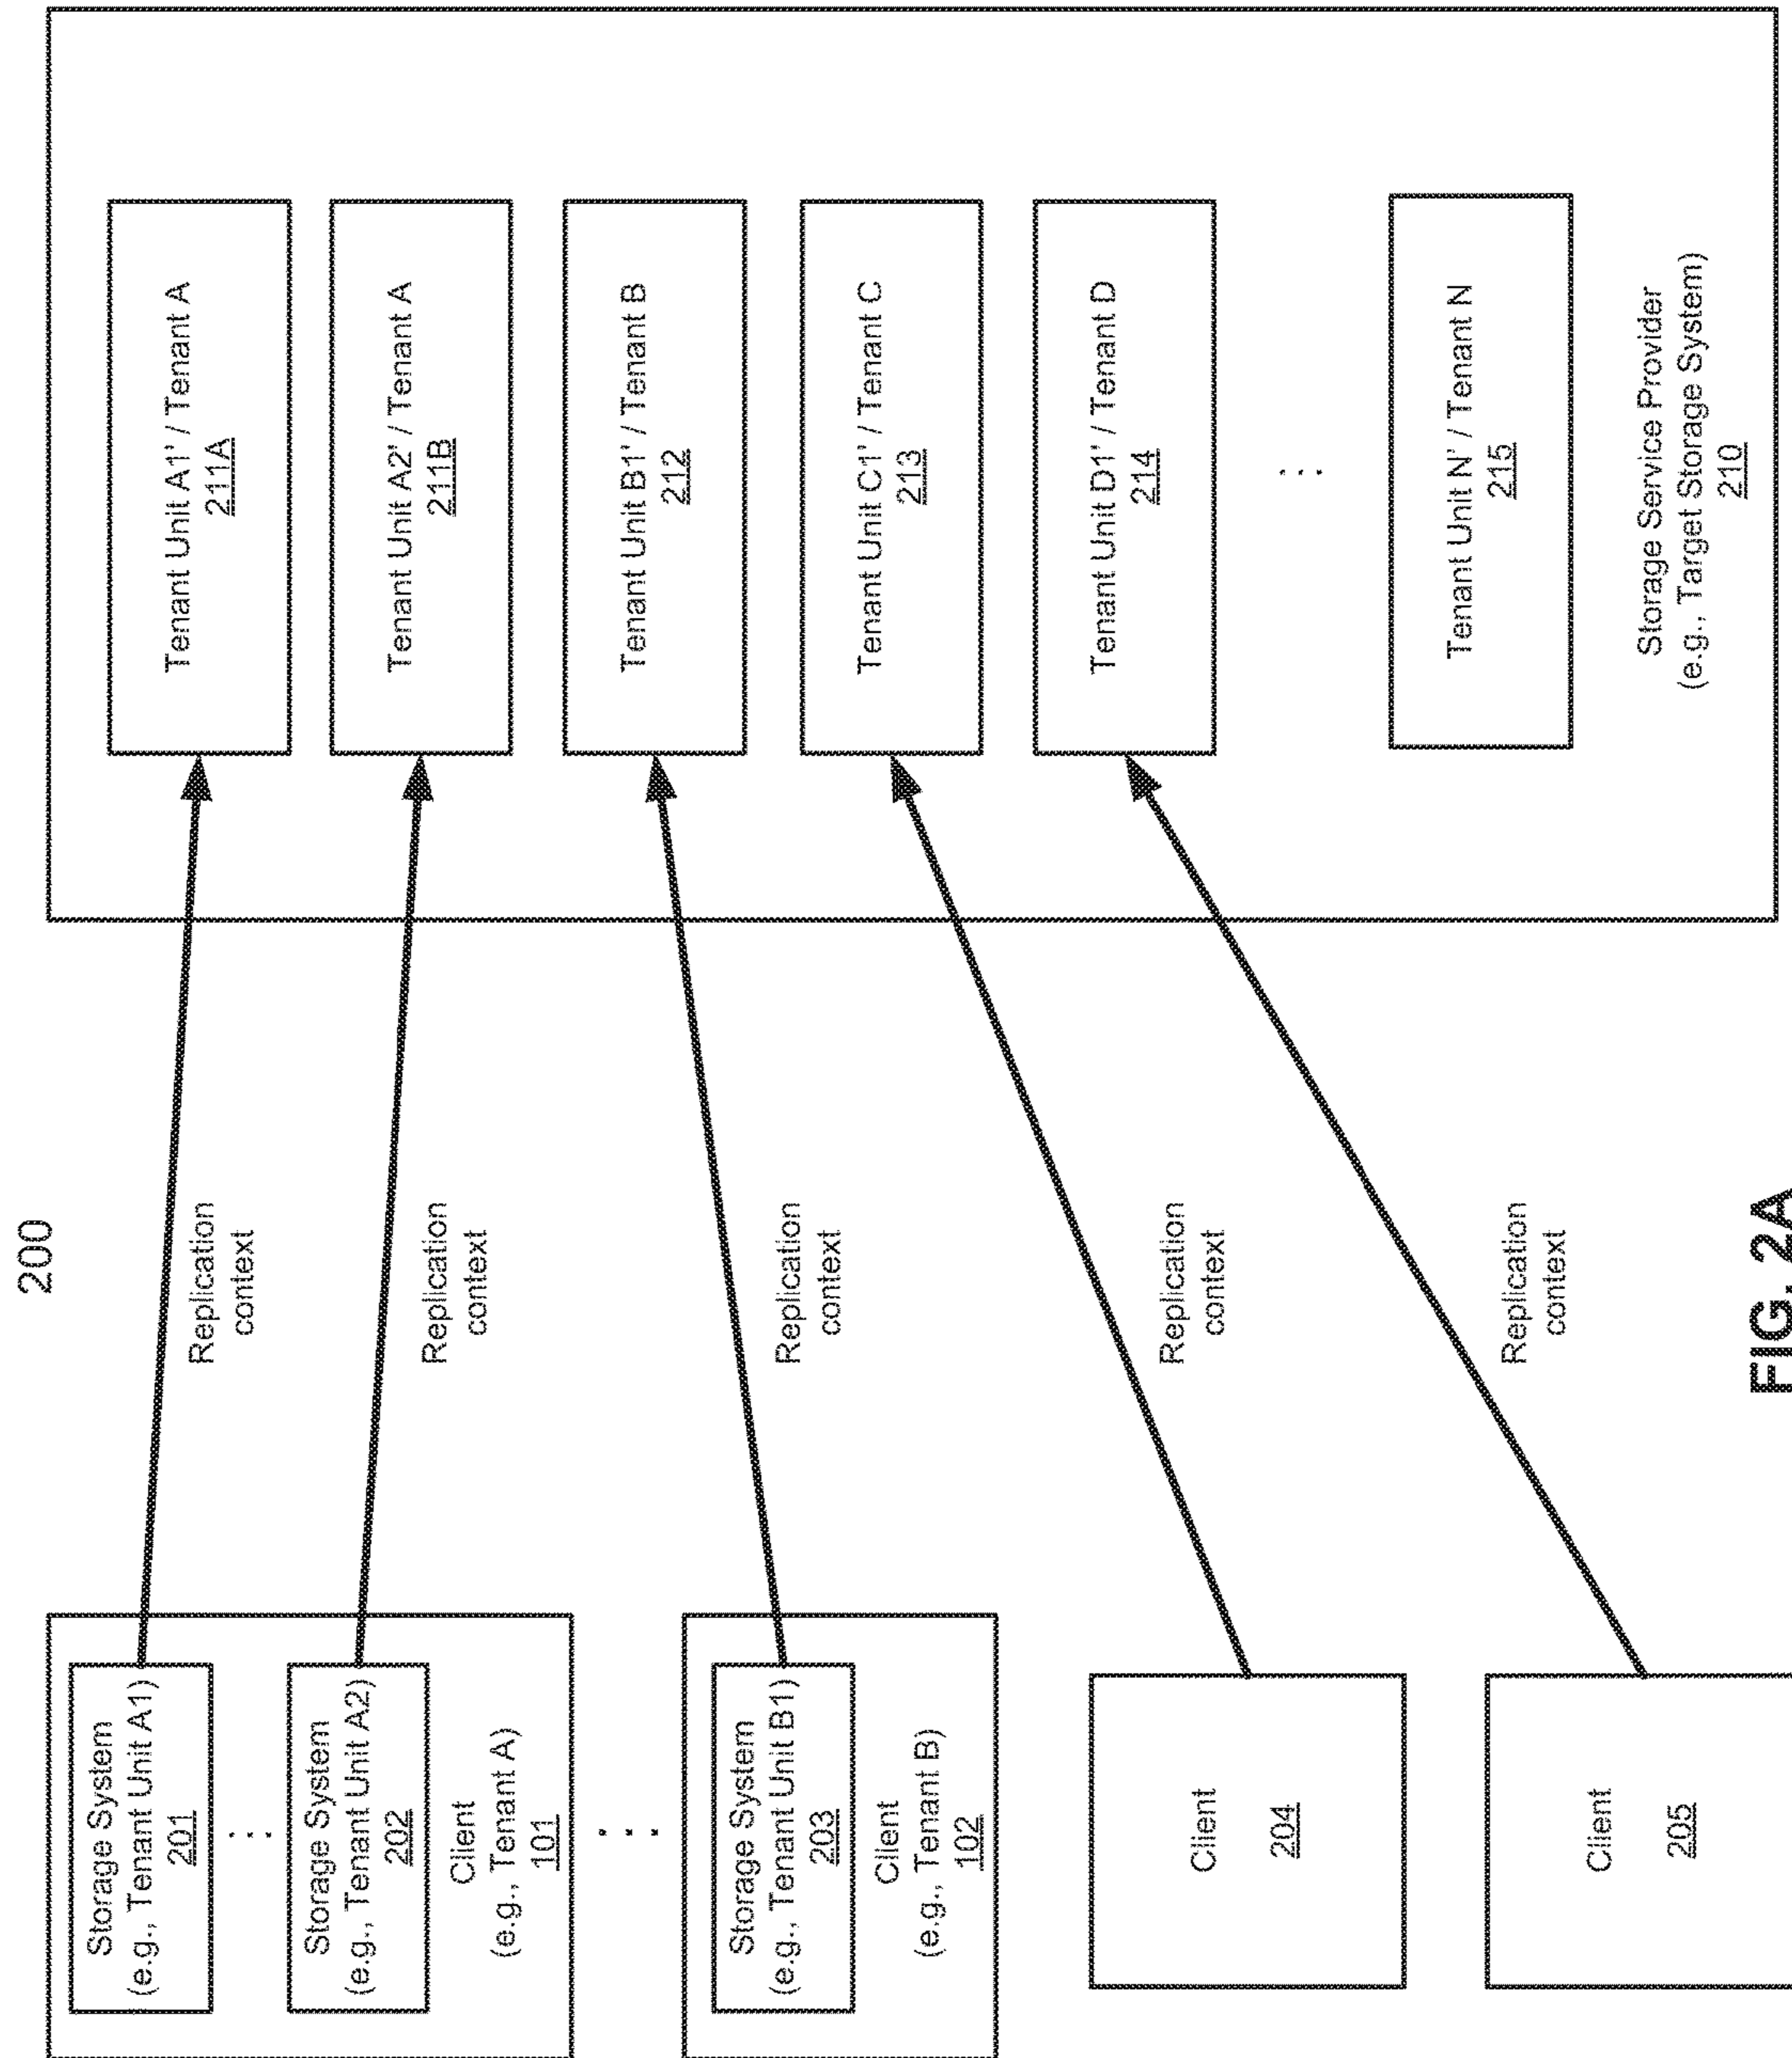 200
Storage System
(e.g., Tenant Unit A1)
201
Storage System
(e.g., Tenant Unit A2)
202
Client
(e.g., Tenant A)
101
Storage System
(e.g., Tenant Unit B1)
203
Client
(e.g., Tenant B)
102
Client
204
Client
205
Replication
context
Replication
context
Replication
context
Replication
context
Replication
context
Tenant Unit A1' / Tenant A
211A
Tenant Unit A2' / Tenant A
211B
Tenant Unit B1' / Tenant B
212
Tenant Unit C1' / Tenant C
213
Tenant Unit D1' / Tenant D
214
Tenant Unit N' / Tenant N
215
Storage Service Provider
(e.g., Target Storage System)
210
FIG. 2A